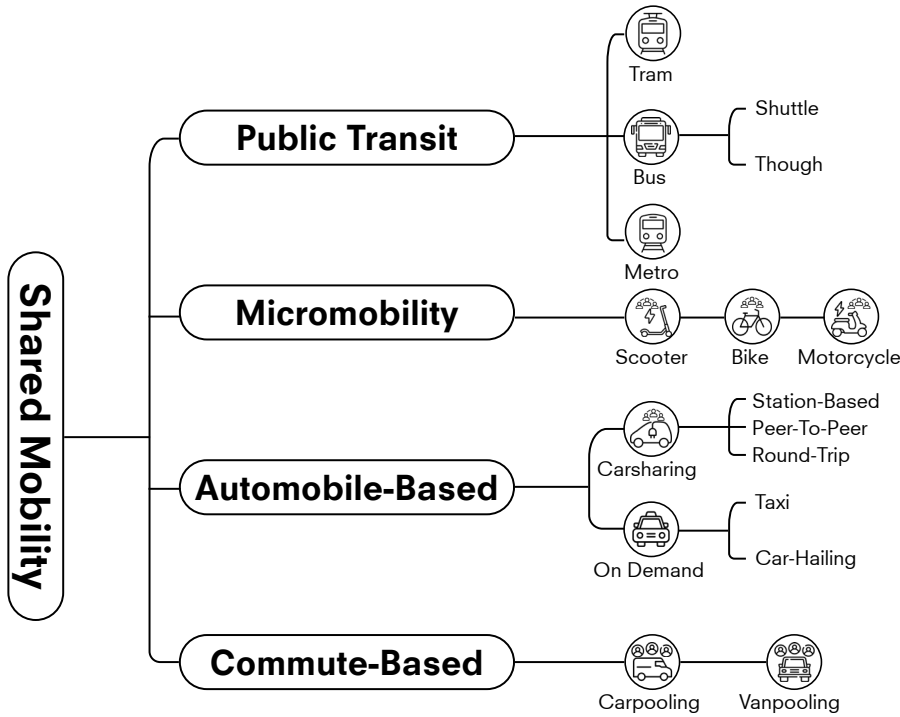 Shared Mobility
Public Transit
Tram
Bus
Shuttle
Though
Metro
Micromobility
Scooter
Bike
Motorcycle
Automobile-Based
Carsharing
Station-Based
Peer-To-Peer
Round-Trip
On Demand
Taxi
Car-Hailing
Commute-Based
Carpooling
Vanpooling